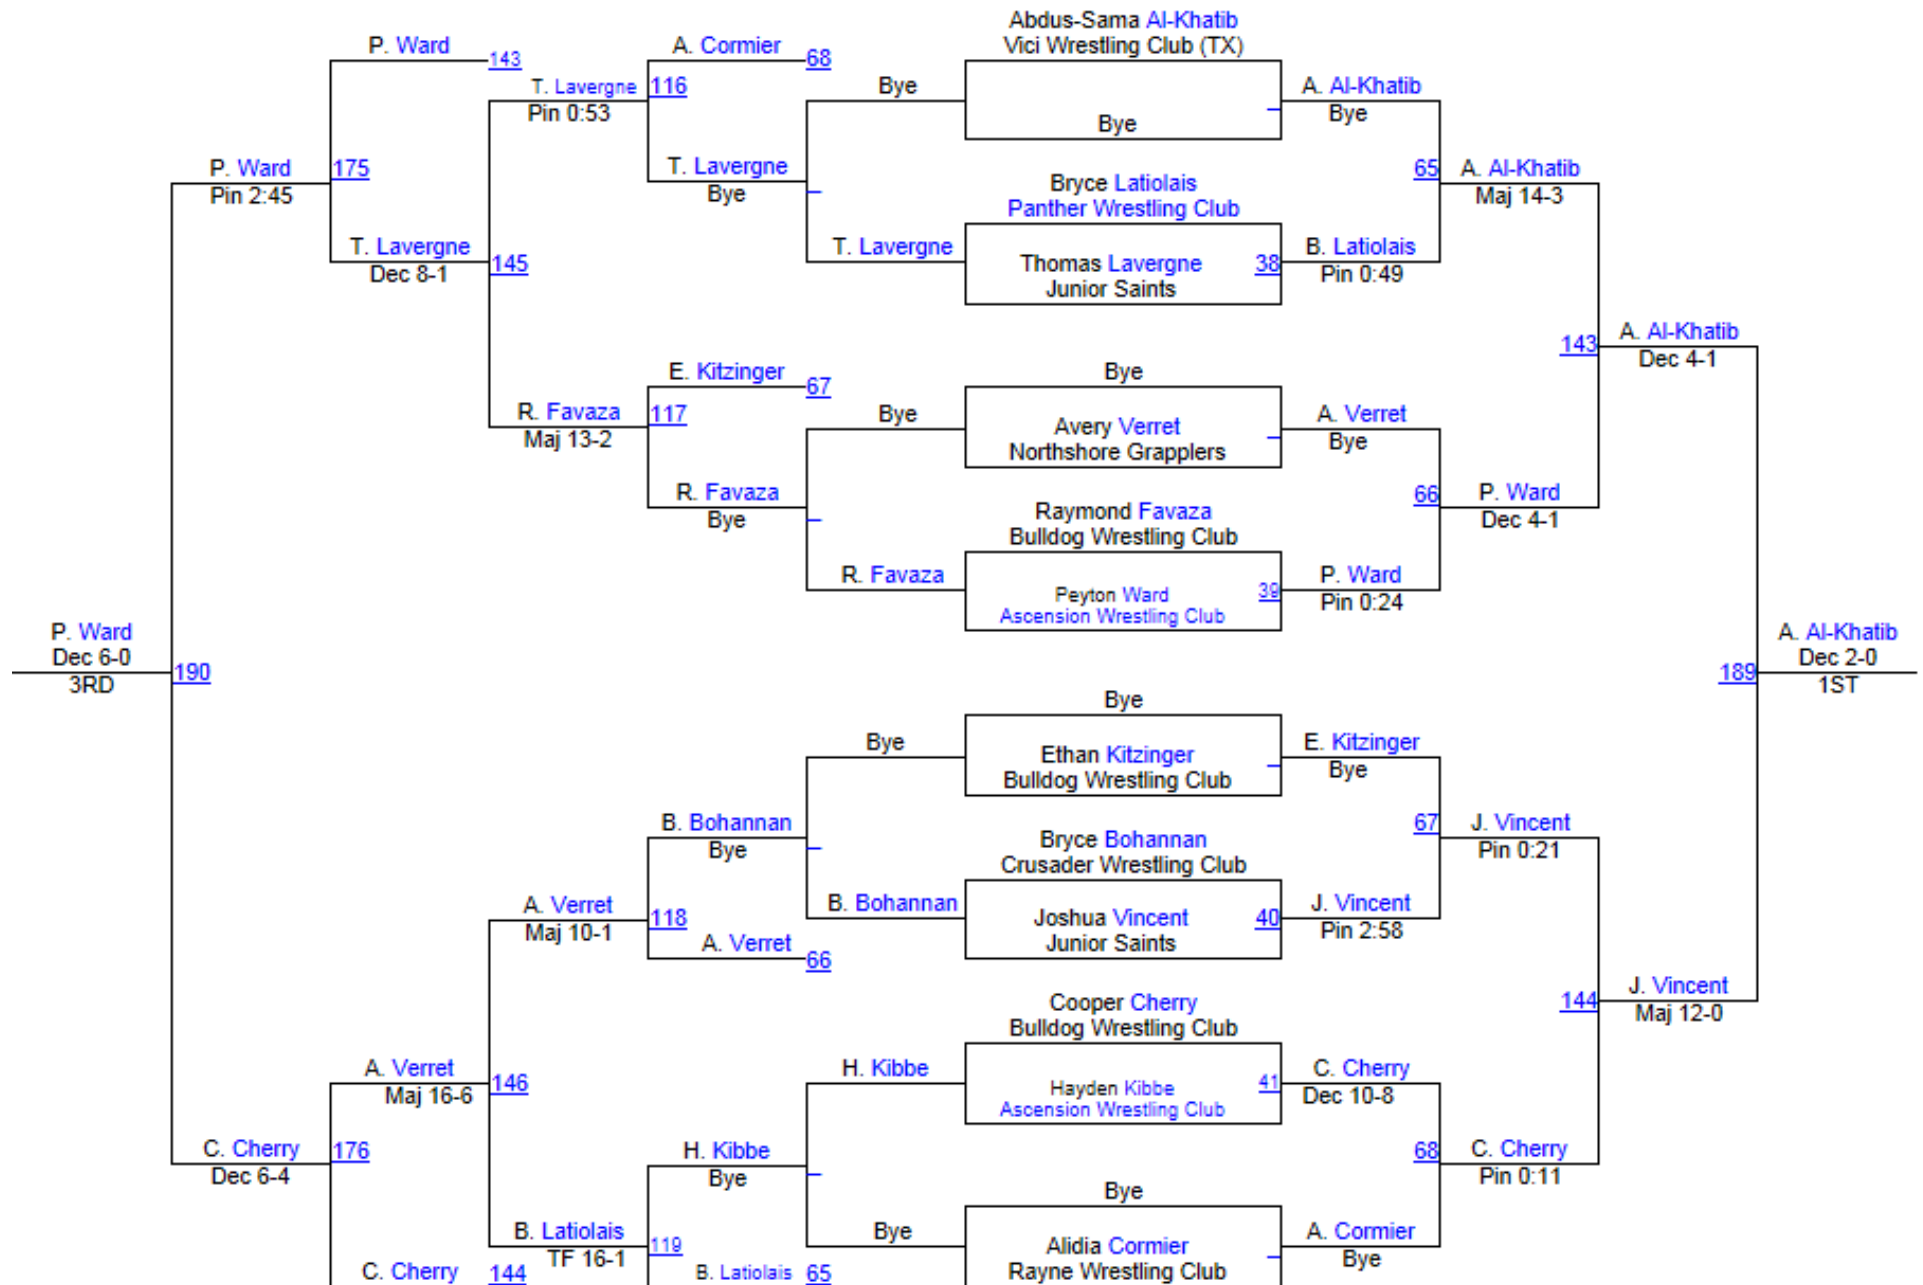 Abdus-Sama Al-Khatib
P. Ward
A. Cormier
Vici Wrestling Club (TX)
143
68
T. Lavergne
116
Bye
A. Al-Khatib
Pin 0:53
Bye
Bye
P. Ward
175
T. Lavergne
65
A. Al-Khatib
Pin 2:45
Bye
Bryce Latiolais
Maj 14-3
Panther Wrestling Club
T. Lavergne
T. Lavergne
B. Latiolais
Dec 8-1
145
Thomas Lavergne
38
Pin 0:49
Junior Saints
A. Al-Khatib
143
Dec 4-1
E. Kitzinger
67
Bye
R. Favaza
117
Bye
A. Verret
Maj 13-2
Avery Verret
Bye
Northshore Grapplers
R. Favaza
66
P. Ward
Bye
Raymond Favaza
Dec 4-1
Bulldog Wrestling Club
R. Favaza
P. Ward
Peyton Ward
39
Pin 0:24
Ascension Wrestling Club
P. Ward
A. Al-Khatib
Dec 6-0
Dec 2-0
190
189
3RD
1ST
Bye
Bye
Ethan Kitzinger
E. Kitzinger
Bulldog Wrestling Club
Bye
B. Bohannan
67
J. Vincent
Bye
Bryce Bohannan
Pin 0:21
Crusader Wrestling Club
A. Verret
118
B. Bohannan
J. Vincent
Maj 10-1
A. Verret
Joshua Vincent
40
Pin 2:58
66
Junior Saints
144
J. Vincent
Cooper Cherry
Maj 12-0
Bulldog Wrestling Club
A. Verret
H. Kibbe
C. Cherry
Maj 16-6
146
Hayden Kibbe
41
Dec 10-8
Ascension Wrestling Club
C. Cherry
176
H. Kibbe
68
C. Cherry
Dec 6-4
Bye
Pin 0:11
Bye
B. Latiolais
119
Bye
A. Cormier
TF 16-1
Alidia Cormier
Bye
C. Cherry
144
B. Latiolais
65
Rayne Wrestling Club